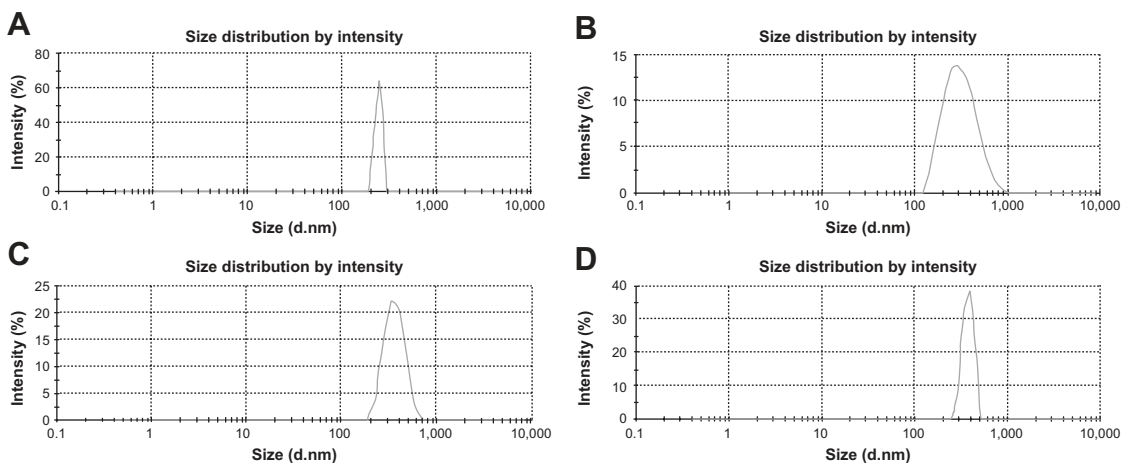 A
Size distribution by intensity
Intensity (%)
80
60
40
20
0
0.1 1 10 100 1,000 10,000
Size (d.nm)
B
Size distribution by intensity
Intensity (%)
15
10
5
0
0.1 1 10 100 1,000 10,000
Size (d.nm)
C
Size distribution by intensity
Intensity (%)
25
20
15
10
5
0
0.1 1 10 100 1,000 10,000
Size (d.nm)
D
Size distribution by intensity
Intensity (%)
40
30
20
10
0
0.1 1 10 100 1,000 10,000
Size (d.nm)